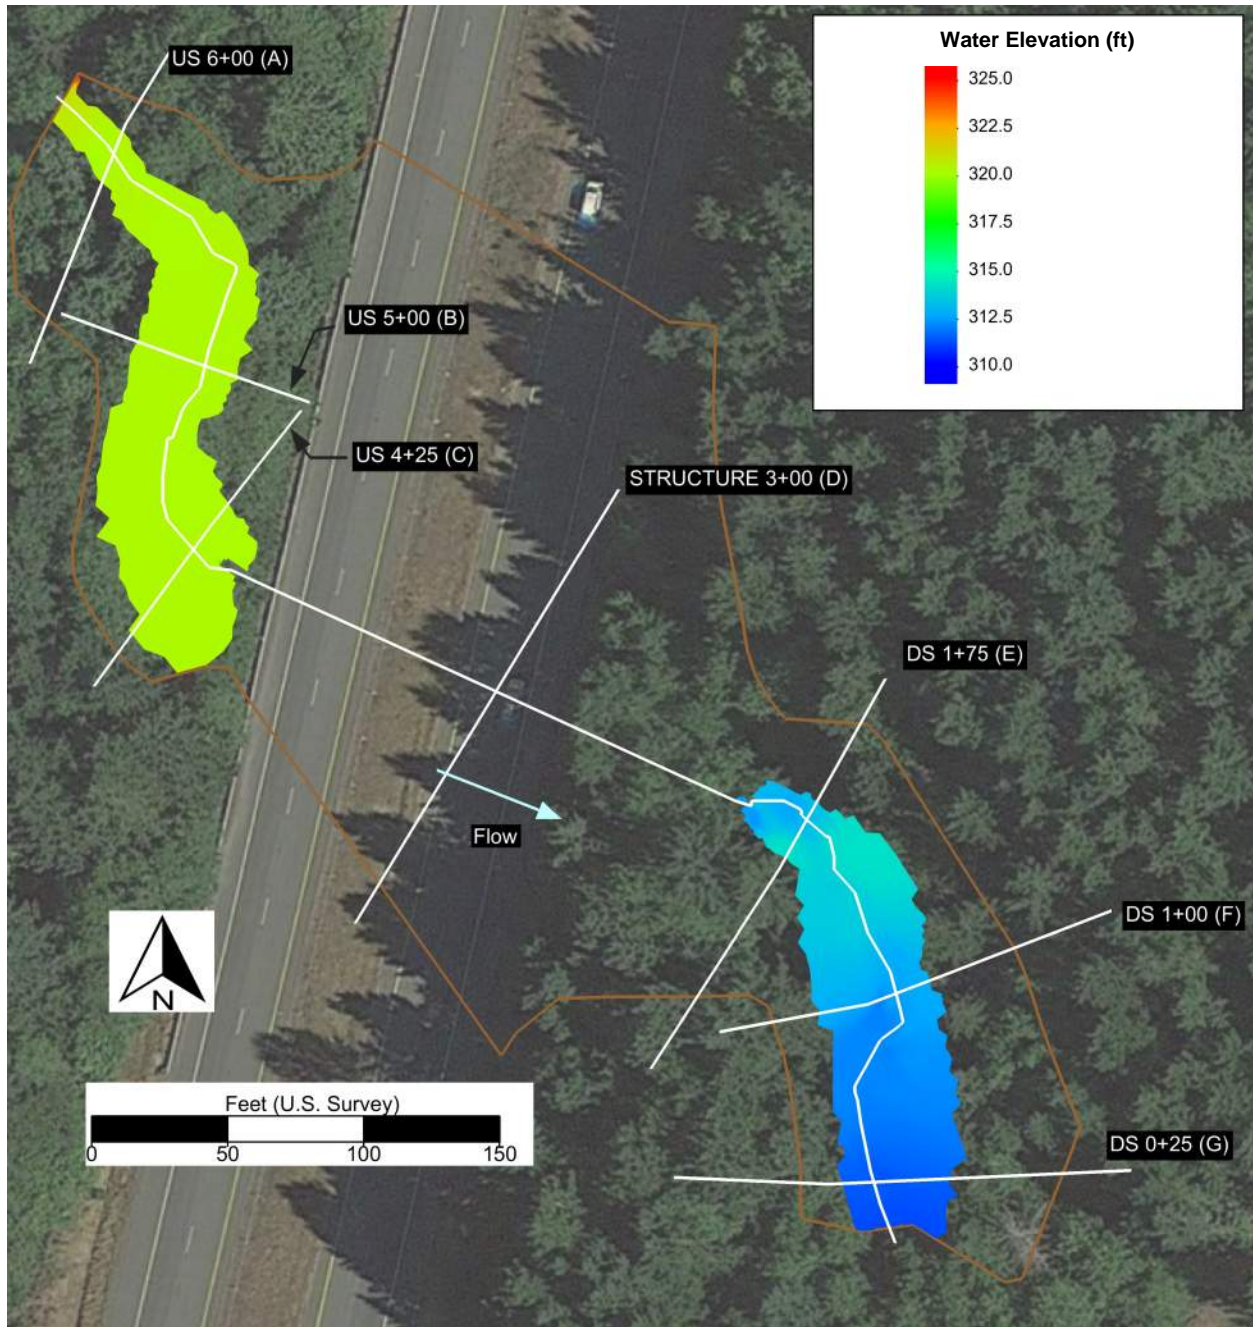 Water Elevation (ft)
325.0
322.5
320.0
317.5
315.0
312.5
310.0
US 6+00 (A)
US 5+00 (B)
US 4+25 (C)
STRUCTURE 3+00 (D)
DS 1+75 (E)
Flow
DS 1+00 (F)
N
Feet (U.S. Survey)
0 50 100 150
DS 0+25 (G)